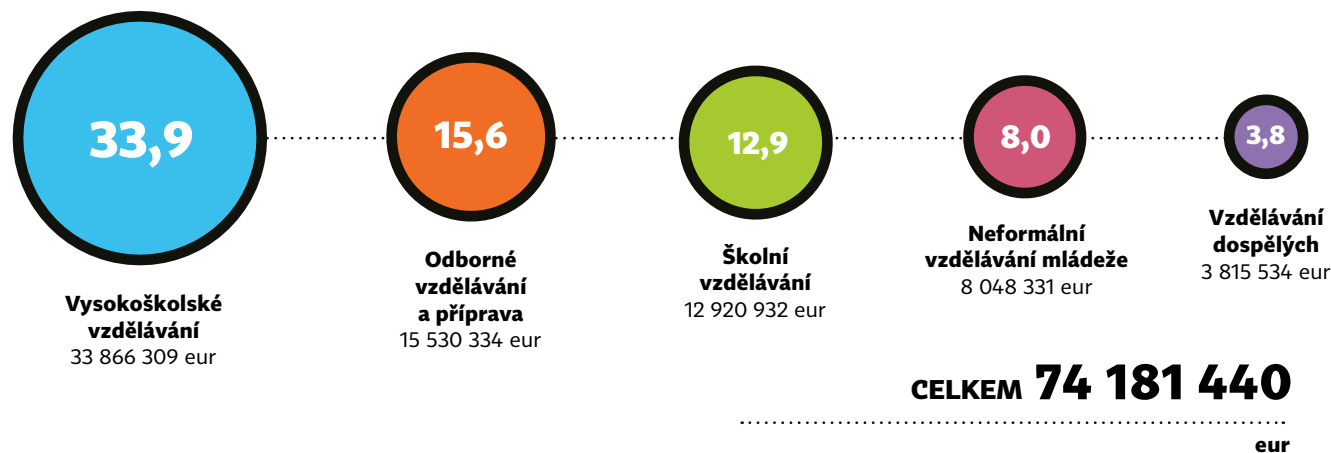 33,9
Vysokoškolské
vzdělávání
33 866 309 eur
15,6
Odborné
vzdělávání
a příprava
15 530 334 eur
12,9
Školní
vzdělávání
12 920 932 eur
8,0
Neformální
vzdělávání mládeže
8 048 331 eur
3,8
Vzdělávání
dospělých
3 815 534 eur
CELKEM 74 181 440
eur